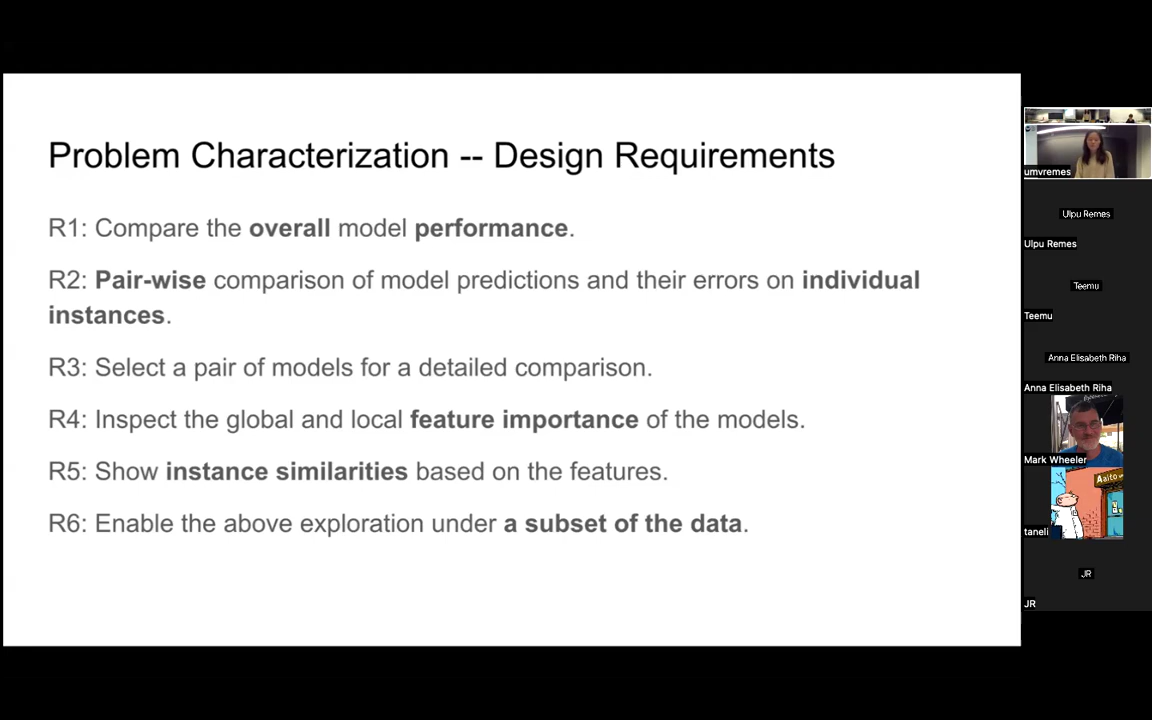 Problem Characterization -- Design Requirements
R1: Compare the overall model performance.
R2: Pair-wise comparison of model predictions and their errors on individual
instances.
R3: Select a pair of models for a detailed comparison.
R4: Inspect the global and local feature importance of the models.
R5: Show instance similarities based on the features.
R6: Enable the above exploration under a subset of the data.
umvremes
Ulpu Remes
Ulpu Remes
Teemu
Teemu
Anna Elisabeth Riha
Anna Elisabeth Riha
Mark Wheeler
Aaito
taneli
JR
JR